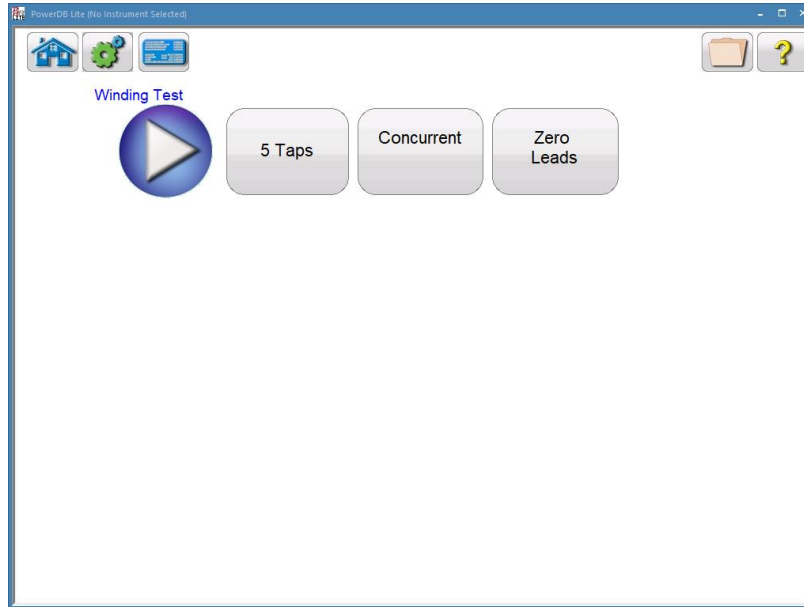 PowerDB Lite (No Instrument Selected)
?
Winding Test
5 Taps
Concurrent
Zero
Leads